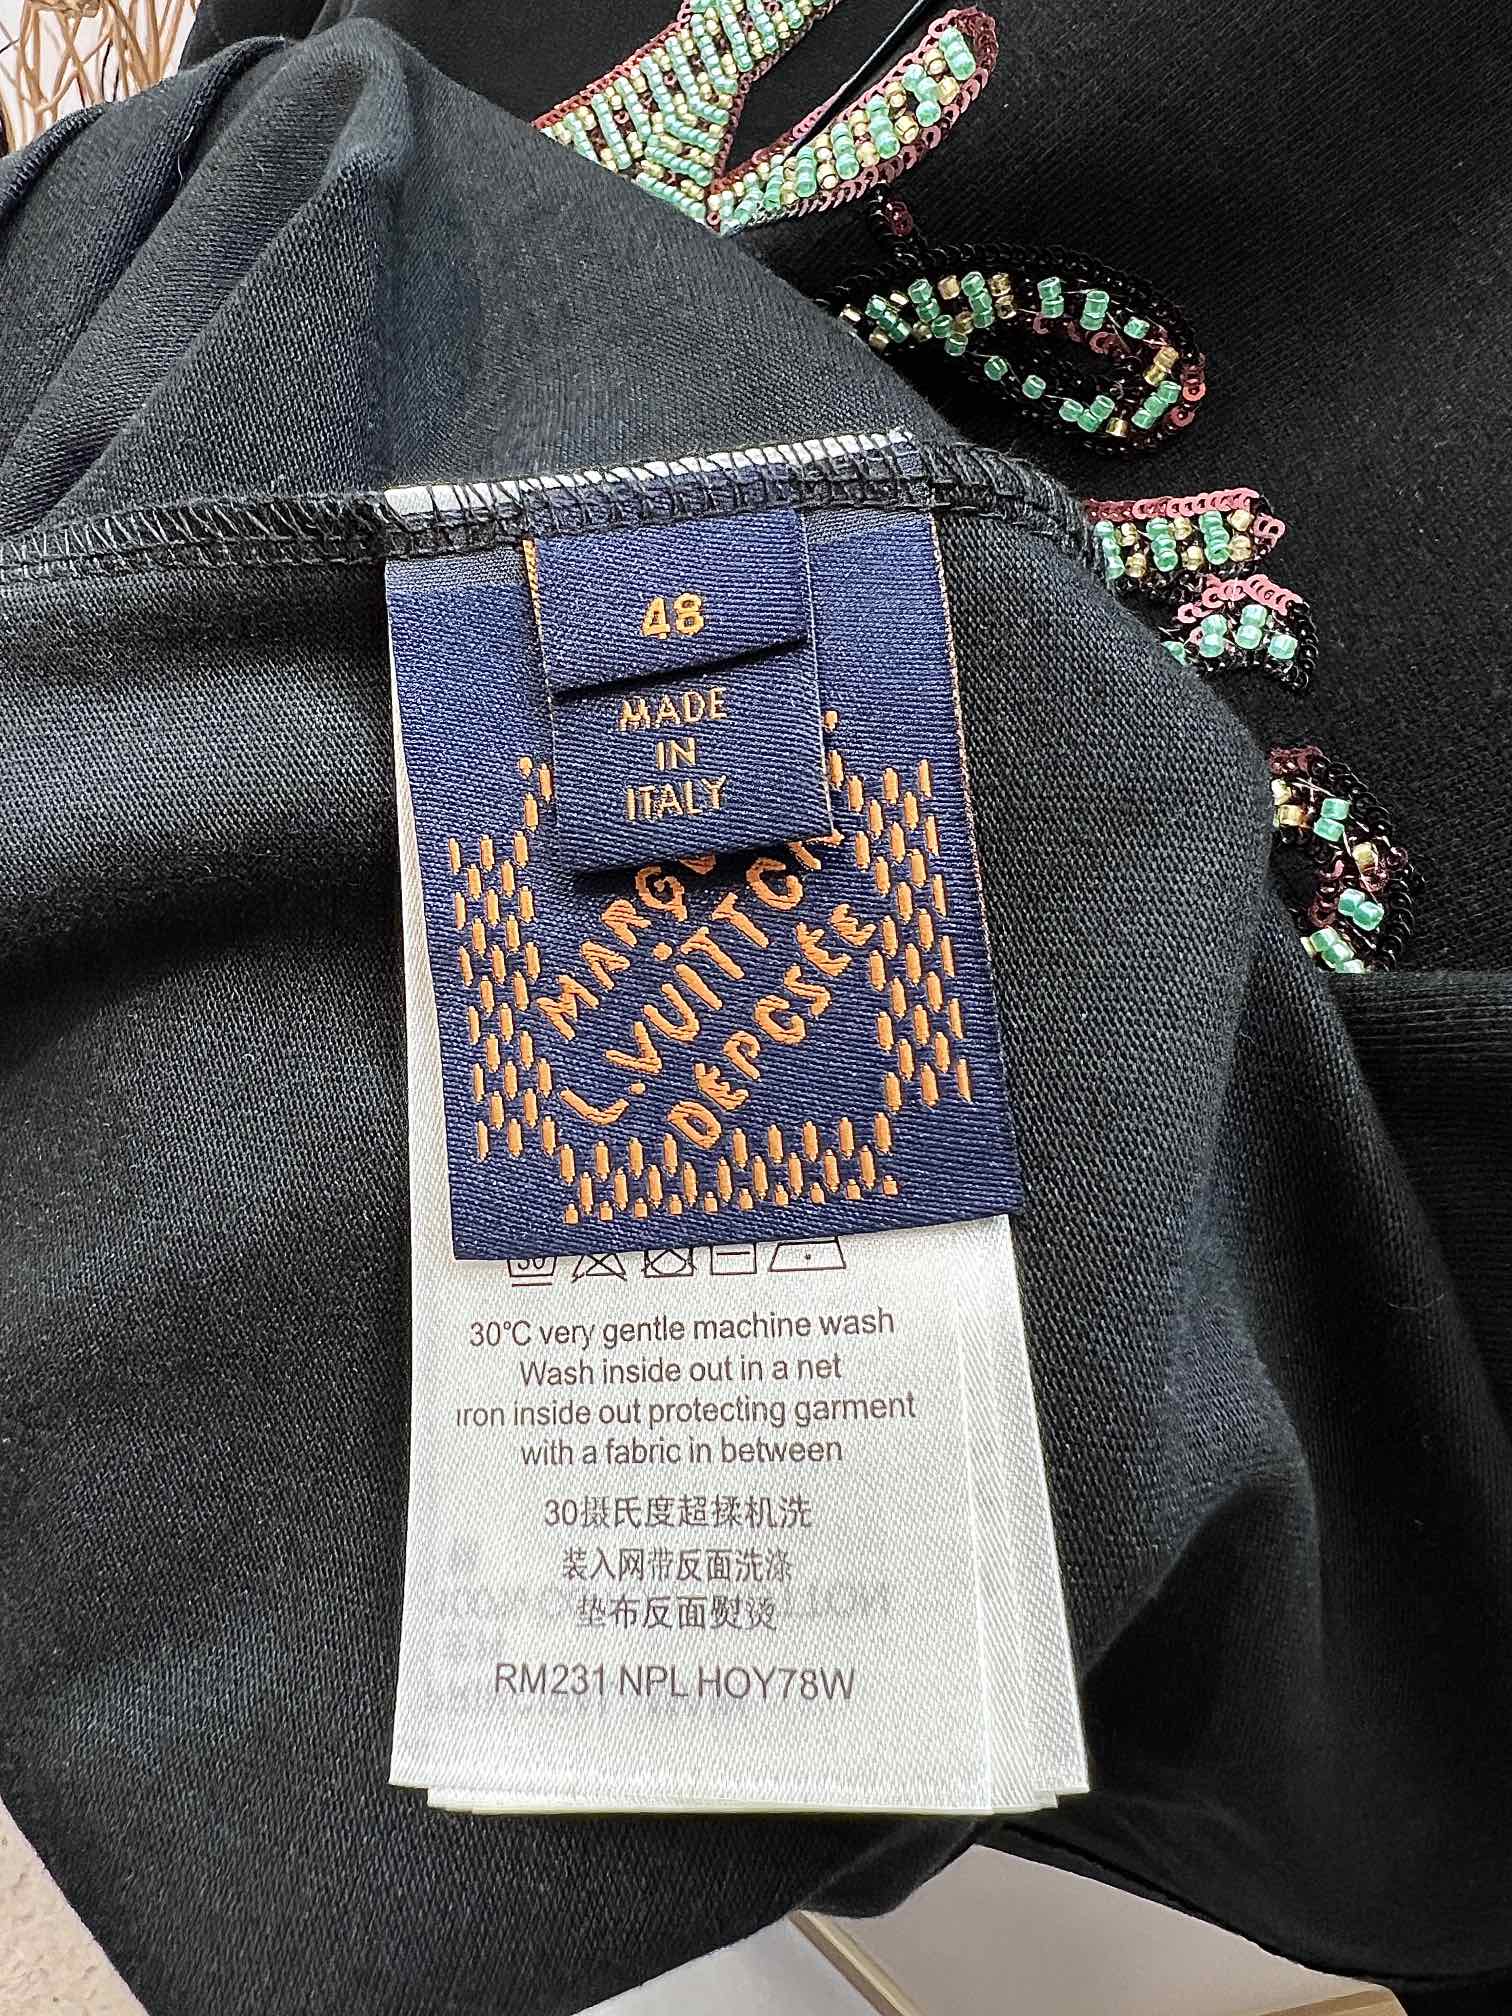 48
MADE
IN
ITALY
L.VUITTON
DEPOSÉE
30
30°C very gentle machine wash
Wash inside out in a net
iron inside out protecting garment
with a fabric in between
30摄氏度超揉机洗
装入网带反面洗涤
垫布反面熨烫
RM231 NPL HOY78W